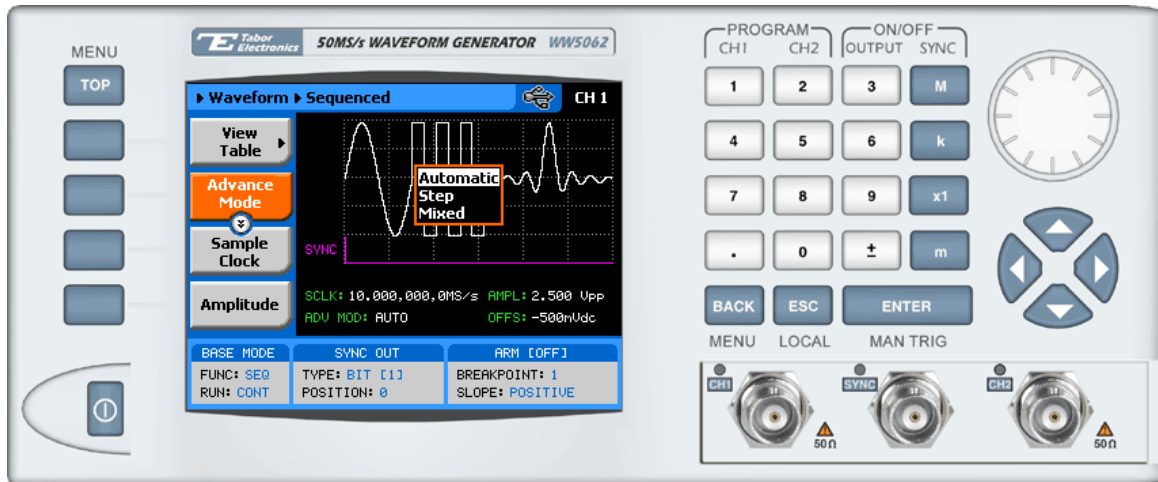 MENU
TOP
Tabor
Electronics
50MS/s WAVEFORM GENERATOR WW5062
Waveform Sequenced CH 1
View
Table
Advance
Mode
Sample
Clock
Amplitude
Automatic
Step
Mixed
SYNC
SCLK: 10.000,000,0MS/s AMPL: 2.500 Vpp
ADV MOD: AUTO OFFS: -500mVdc
BASE MODE
FUNC: SEQ
RUN: CONT
SYNC OUT
TYPE: BIT [1]
POSITION: 0
ARM [OFF]
BREAKPOINT: 1
SLOPE: POSITIVE
PROGRAM ON/OFF
CH1 CH2 OUTPUT SYNC
1 2 3 M
4 5 6 k
7 8 9 x1
. 0 ± m
BACK ESC ENTER
MENU LOCAL MAN TRIG
CH1 SYNC CH2
50Ω 50Ω